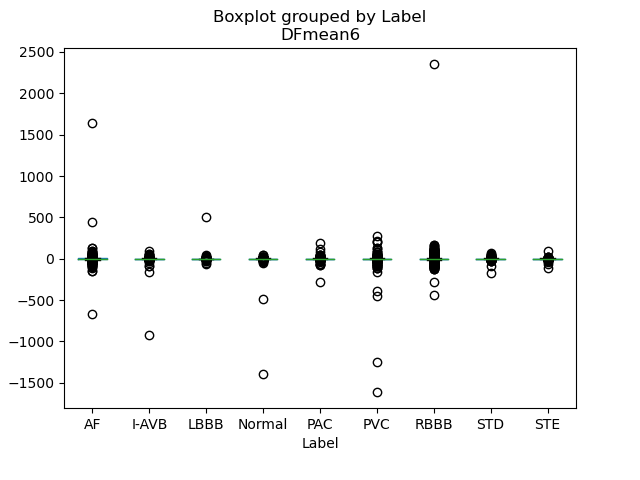 Boxplot grouped by Label
DFmean6
2500
2000
1500
1000
500
0
−500
−1000
−1500
AF I-AVB LBBB Normal PAC PVC RBBB STD STE
Label